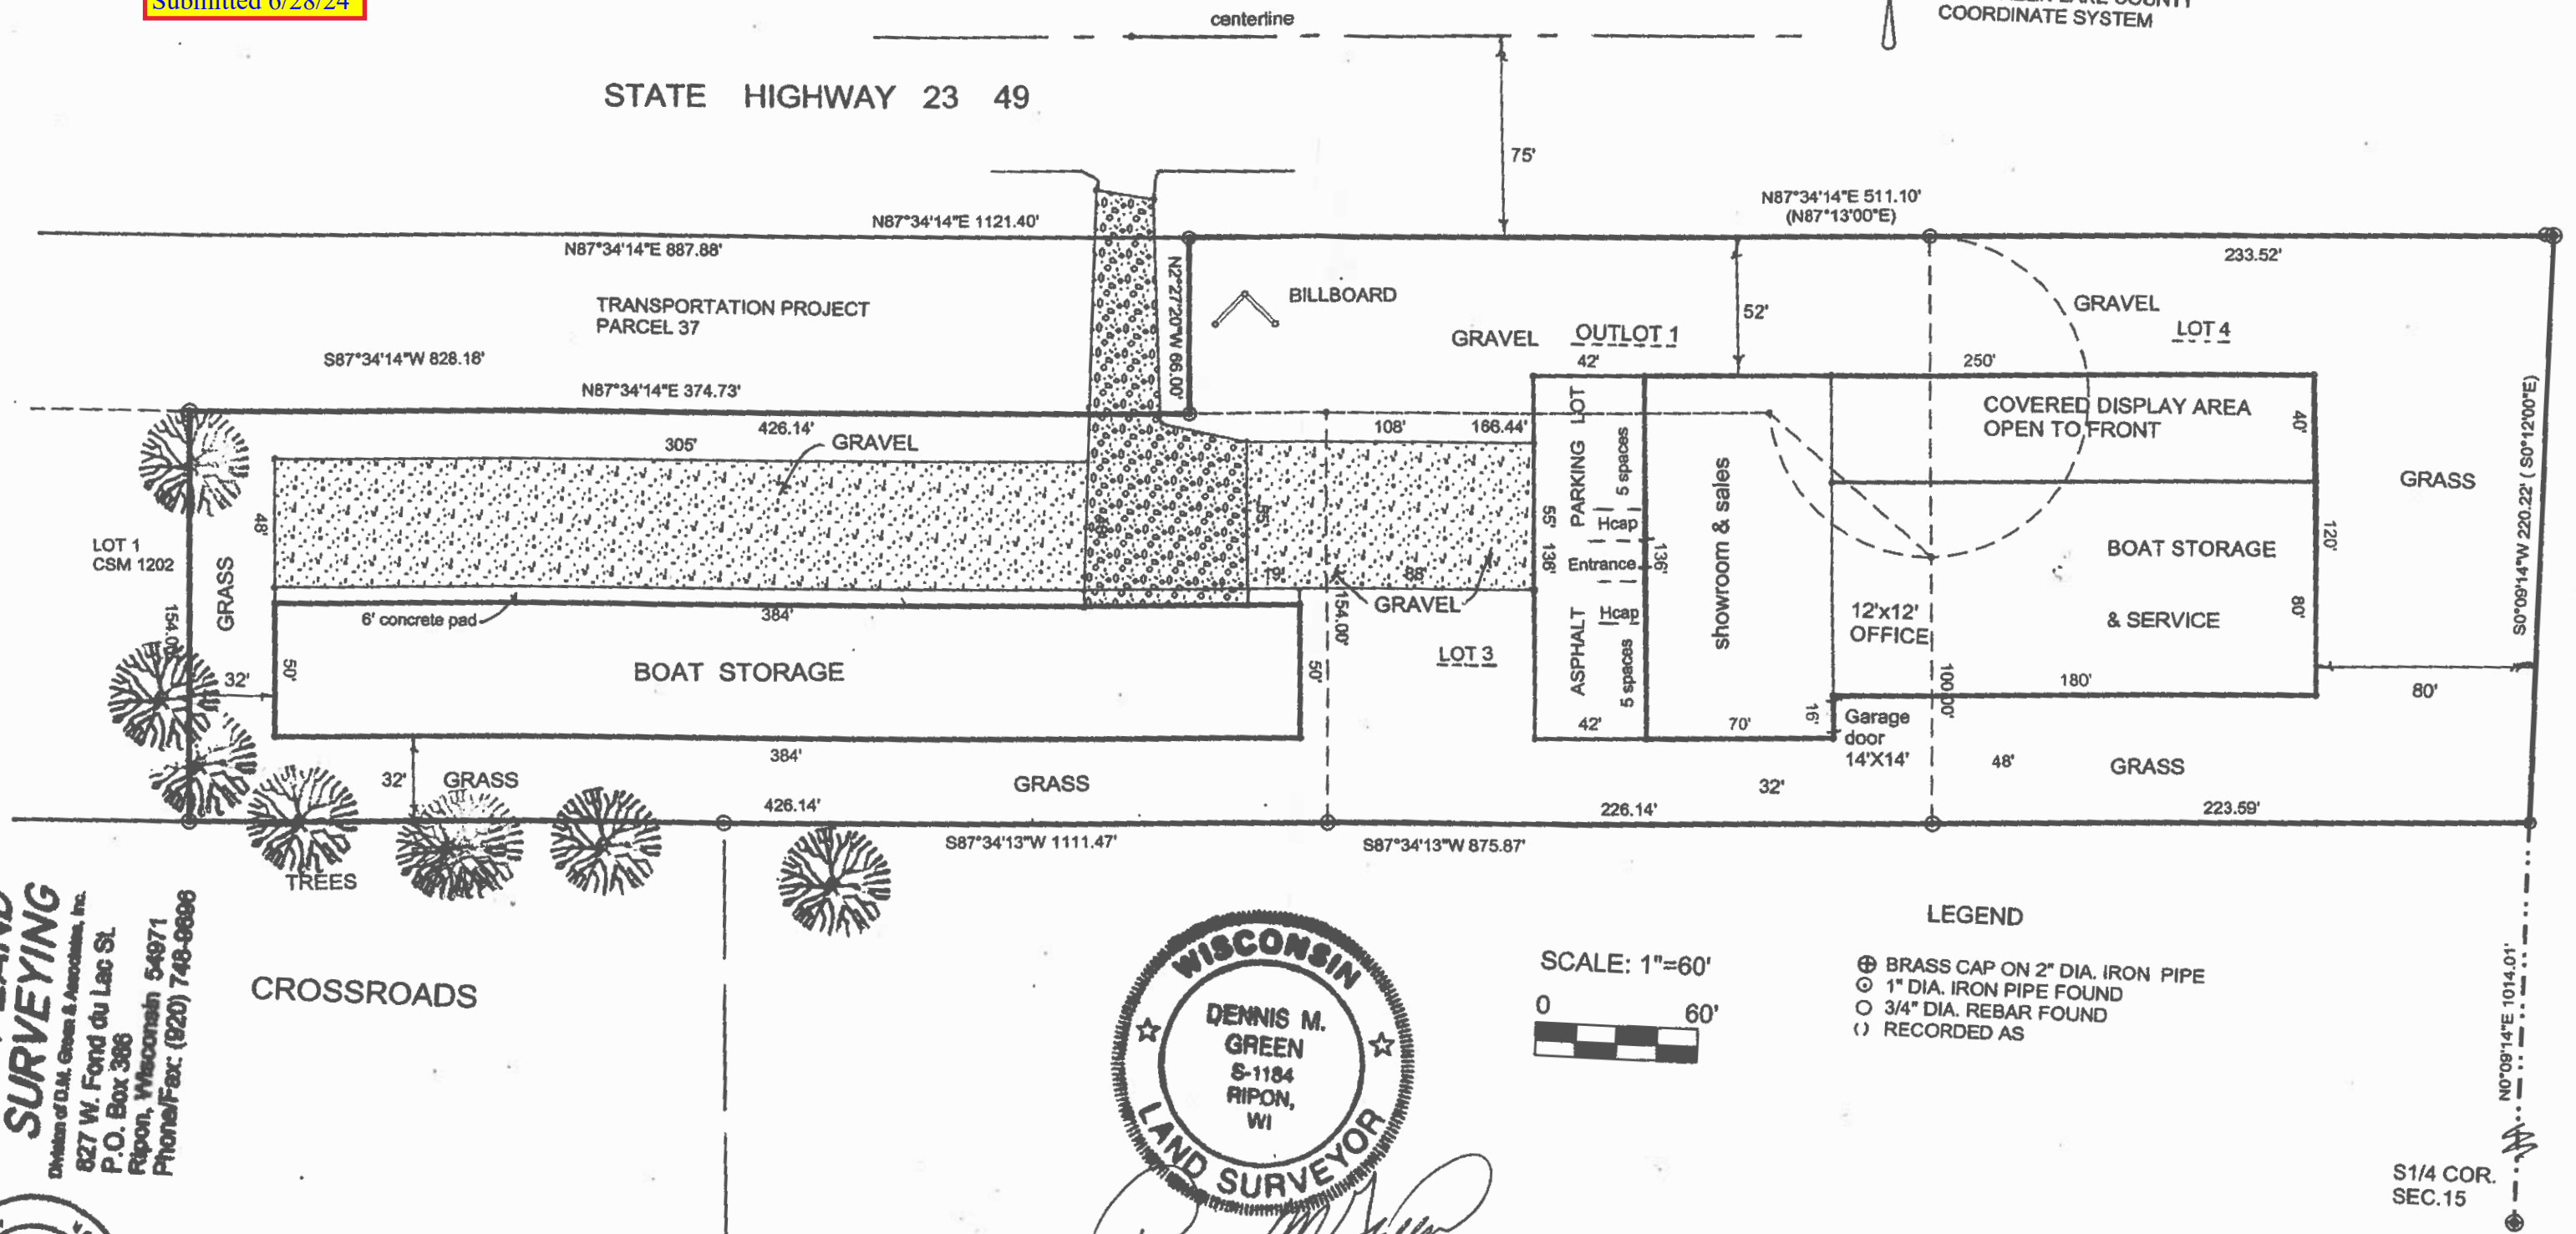 Submitted 6/28/24
centerline
COORDINATE SYSTEM
STATE HIGHWAY 23 49
75'
N87°34'14"E 511.10'
(N87°13'00"E)
N87°34'14"E 1121.40'
N87°34'14"E 887.88'
233.52'
TRANSPORTATION PROJECT
PARCEL 37
N2°27'20"W 66.00'
BILLBOARD
52'
GRAVEL
LOT 4
GRAVEL
OUTLOT 1
S87°34'14"W 828.18'
42'
250'
N87°34'14"E 374.73'
COVERED DISPLAY AREA
OPEN TO FRONT
40'
426.14'
305'
GRAVEL
108'
166.44'
ASPHALT PARKING LOT
5 spaces
Hcap
Entrance
Hcap
5 spaces
showroom & sales
GRASS
S0°09'14"W 220.22' ( S0°12'00"E)
48'
55'
55'
136'
136'
120'
LOT 1
CSM 1202
GRASS
154.00'
BOAT STORAGE
& SERVICE
80'
12'x12'
OFFICE
79'
88'
6' concrete pad
384'
GRAVEL
154.00'
LOT 3
50'
BOAT STORAGE
50'
32'
100.00'
180'
80'
42'
70'
16'
Garage
door
14'X14'
384'
32'
GRASS
GRASS
48'
GRASS
32'
426.14'
226.14'
223.59'
S87°34'13"W 1111.47'
S87°34'13"W 875.87'
TREES
SURVEYING
Division of D.M. Green & Associates, Inc.
827 W. Fond du Lac St.
P.O. Box 386
Ripon, Wisconsin 54971
CROSSROADS
WISCONSIN
DENNIS M.
GREEN
S-1184
RIPON,
WI
LAND SURVEYOR
SCALE: 1"=60'
0 60'
LEGEND
BRASS CAP ON 2" DIA. IRON PIPE
1" DIA. IRON PIPE FOUND
3/4" DIA. REBAR FOUND
() RECORDED AS
N0°09'14"E 1014.01'
S1/4 COR.
SEC.15